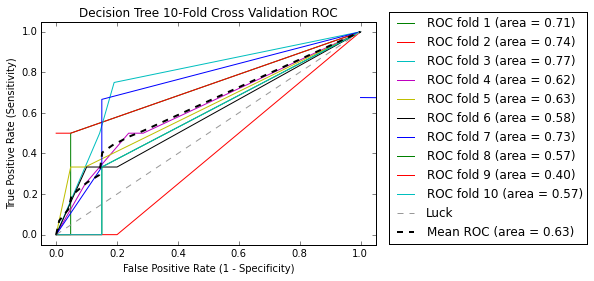 Decision Tree 10-Fold Cross Validation ROC
True Positive Rate (Sensitivity)
1.0
0.8
0.6
0.4
0.2
0.0
0.0 0.2 0.4 0.6 0.8 1.0
False Positive Rate (1 - Specificity)
ROC fold 1 (area = 0.71)
ROC fold 2 (area = 0.74)
ROC fold 3 (area = 0.77)
ROC fold 4 (area = 0.62)
ROC fold 5 (area = 0.63)
ROC fold 6 (area = 0.58)
ROC fold 7 (area = 0.73)
ROC fold 8 (area = 0.57)
ROC fold 9 (area = 0.40)
ROC fold 10 (area = 0.57)
Luck
Mean ROC (area = 0.63)